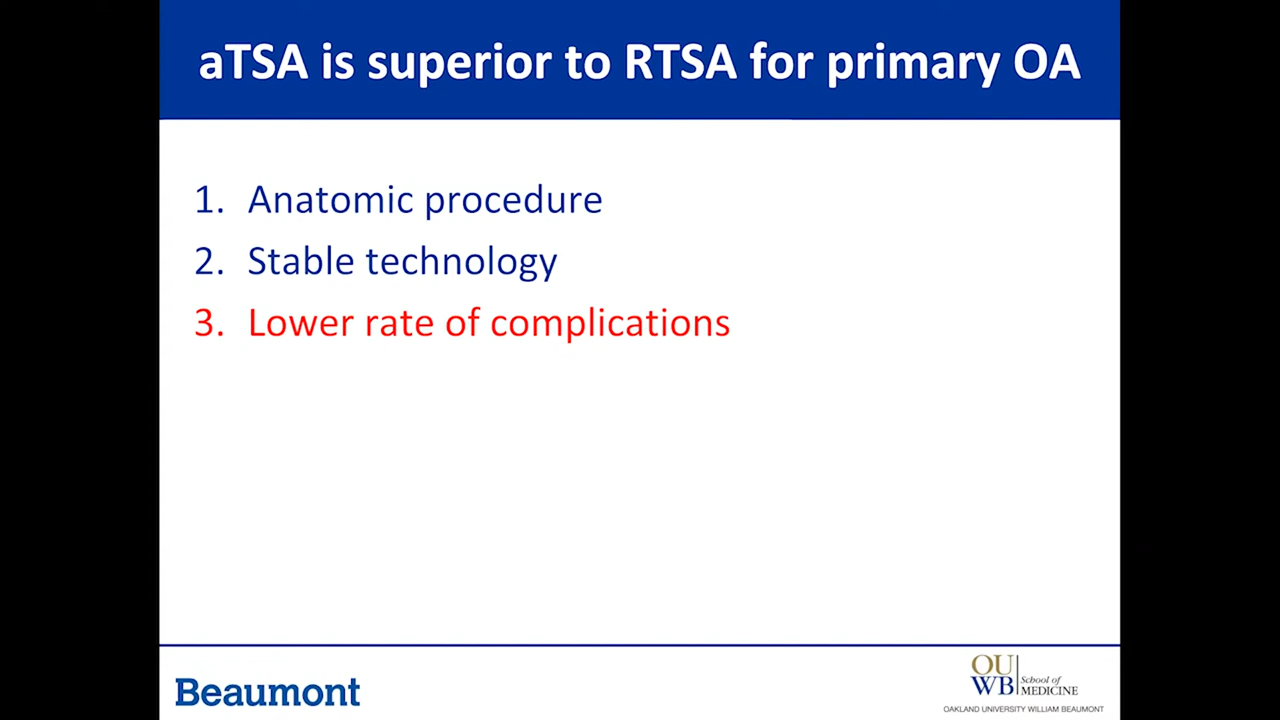 aTSA is superior to RTSA for primary OA
1. Anatomic procedure
2. Stable technology
3. Lower rate of complications
Beaumont
OU
WB
School of
MEDICINE
OAKLAND UNIVERSITY WILLIAM BEAUMONT